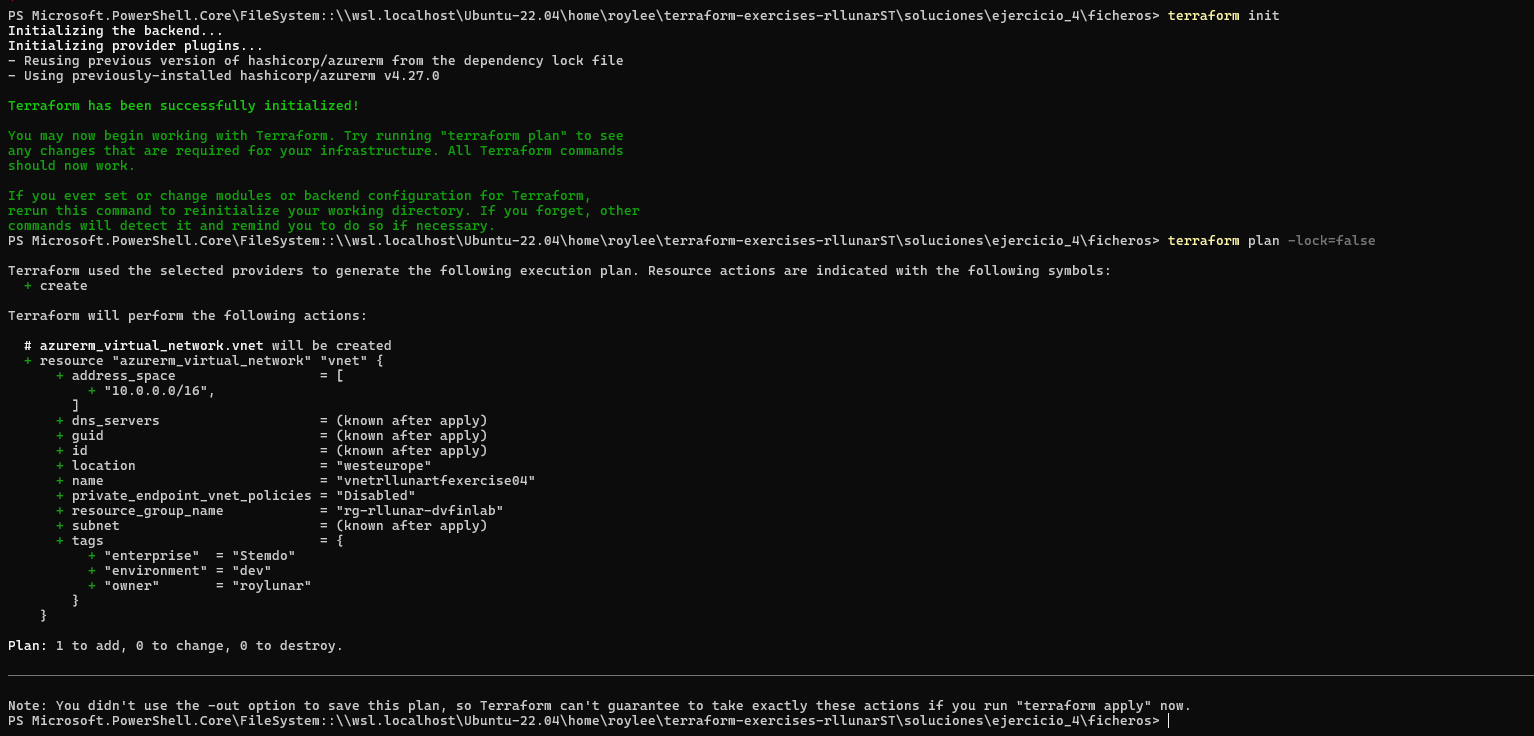 PS Microsoft.PowerShell.Core\FileSystem::\\wsl.localhost\Ubuntu-22.04\home\roylee\terraform-exercises-rllunarST\soluciones\ejercicio_4\ficheros> terraform init
Initializing the backend...
Initializing provider plugins...
- Reusing previous version of hashicorp/azurerm from the dependency lock file
- Using previously-installed hashicorp/azurerm v4.27.0

Terraform has been successfully initialized!

You may now begin working with Terraform. Try running "terraform plan" to see
any changes that are required for your infrastructure. All Terraform commands
should now work.

If you ever set or change modules or backend configuration for Terraform,
rerun this command to reinitialize your working directory. If you forget, other
commands will detect it and remind you to do so if necessary.
PS Microsoft.PowerShell.Core\FileSystem::\\wsl.localhost\Ubuntu-22.04\home\roylee\terraform-exercises-rllunarST\soluciones\ejercicio_4\ficheros> terraform plan -lock=false

Terraform used the selected providers to generate the following execution plan. Resource actions are indicated with the following symbols:
  + create

Terraform will perform the following actions:

  # azurerm_virtual_network.vnet will be created
  + resource "azurerm_virtual_network" "vnet" {
      + address_space                  = [
          + "10.0.0.0/16",
        ]
      + dns_servers                    = (known after apply)
      + guid                           = (known after apply)
      + id                             = (known after apply)
      + location                       = "westeurope"
      + name                           = "vnetrllunartfexercise04"
      + private_endpoint_vnet_policies = "Disabled"
      + resource_group_name            = "rg-rllunar-dvfinlab"
      + subnet                         = (known after apply)
      + tags                           = {
          + "enterprise"  = "Stemdo"
          + "environment" = "dev"
          + "owner"       = "roylunar"
        }
    }

Plan: 1 to add, 0 to change, 0 to destroy.

Note: You didn't use the -out option to save this plan, so Terraform can't guarantee to take exactly these actions if you run "terraform apply" now.
PS Microsoft.PowerShell.Core\FileSystem::\\wsl.localhost\Ubuntu-22.04\home\roylee\terraform-exercises-rllunarST\soluciones\ejercicio_4\ficheros>